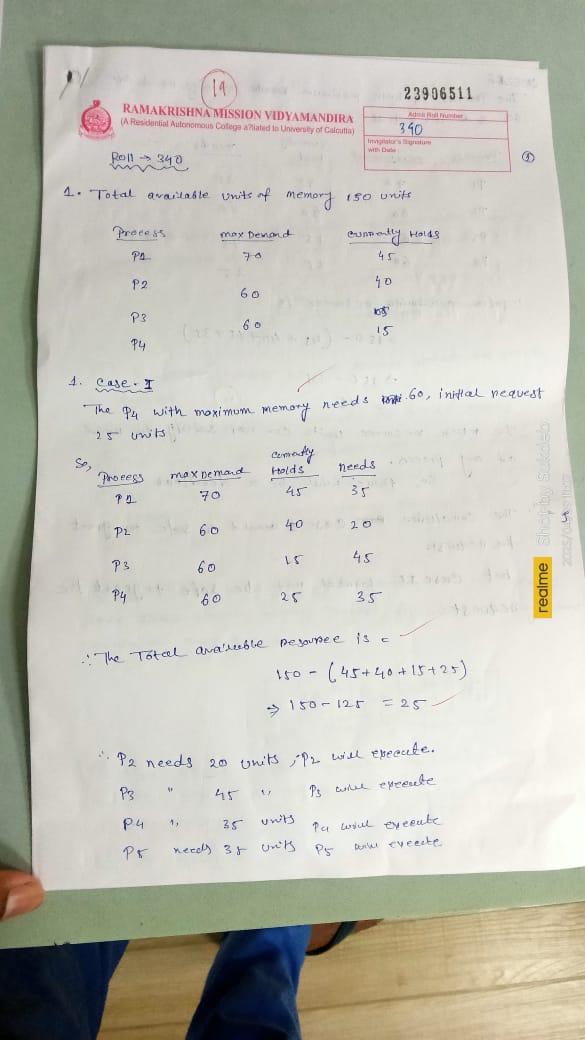 19
23906511
RAMAKRISHNA MISSION VIDYAMANDIRA
(A Residential Autonomous College a?liated to University of Calcutta)
Admit Roll Number
340
Invigilator's Signature
with Date
Roll → 340
1
1. Total available units of memory 150 units
Process max Demand Currently Holds
P1 70 45
P2 60 40
P3 60 15
P4
1. Case - I
The P4 with maximum memory needs 60, initial request
25 units
So,
Process max Demand Currently Holds needs
P1 70 45 35
P2 60 40 20
P3 60 15 45
P4 60 25 35
∴ The Total available resource is =
150 - (45+40+15+25)
⇒ 150 - 125 = 25
∴ P2 needs 20 units, P2 will execute.
P3 " 45 " P3 will execute
P4 " 35 units P4 will execute
P5 needs 35 units P5 will execute
realme Shot by Sukdeb